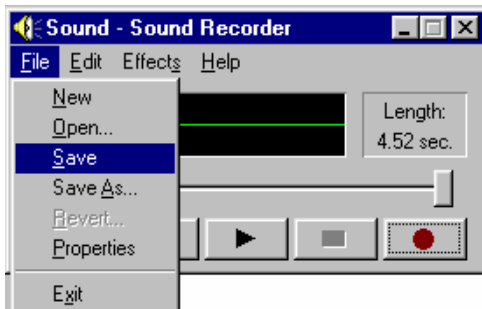 Sound - Sound Recorder
File Edit Effects Help
New
Open...
Save
Save As...
Revert...
Properties
Exit
Length:
4.52 sec.